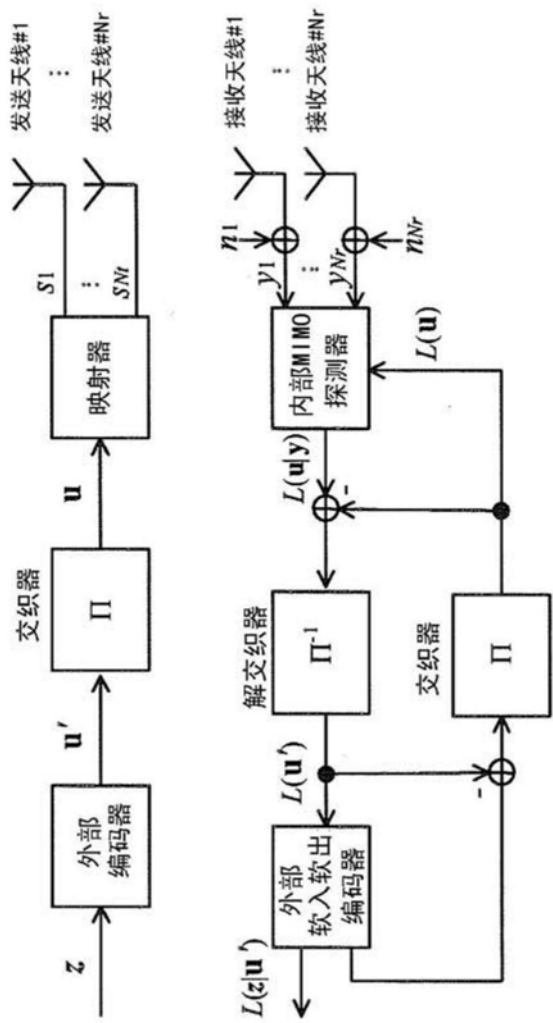 z
外部
编码器
u'
交织器
Π
u
映射器
S1
⋮
SNt
发送天线#1
⋮
发送天线#Nr
接收天线#1
⋮
接收天线#Nr
n1
nNr
y1
⋮
yNr
内部MIMO
探测器
L(u|y)
-
L(u)
解交织器
Π-1
L(u')
外部
软入软出
编码器
L(z|u')
-
交织器
Π